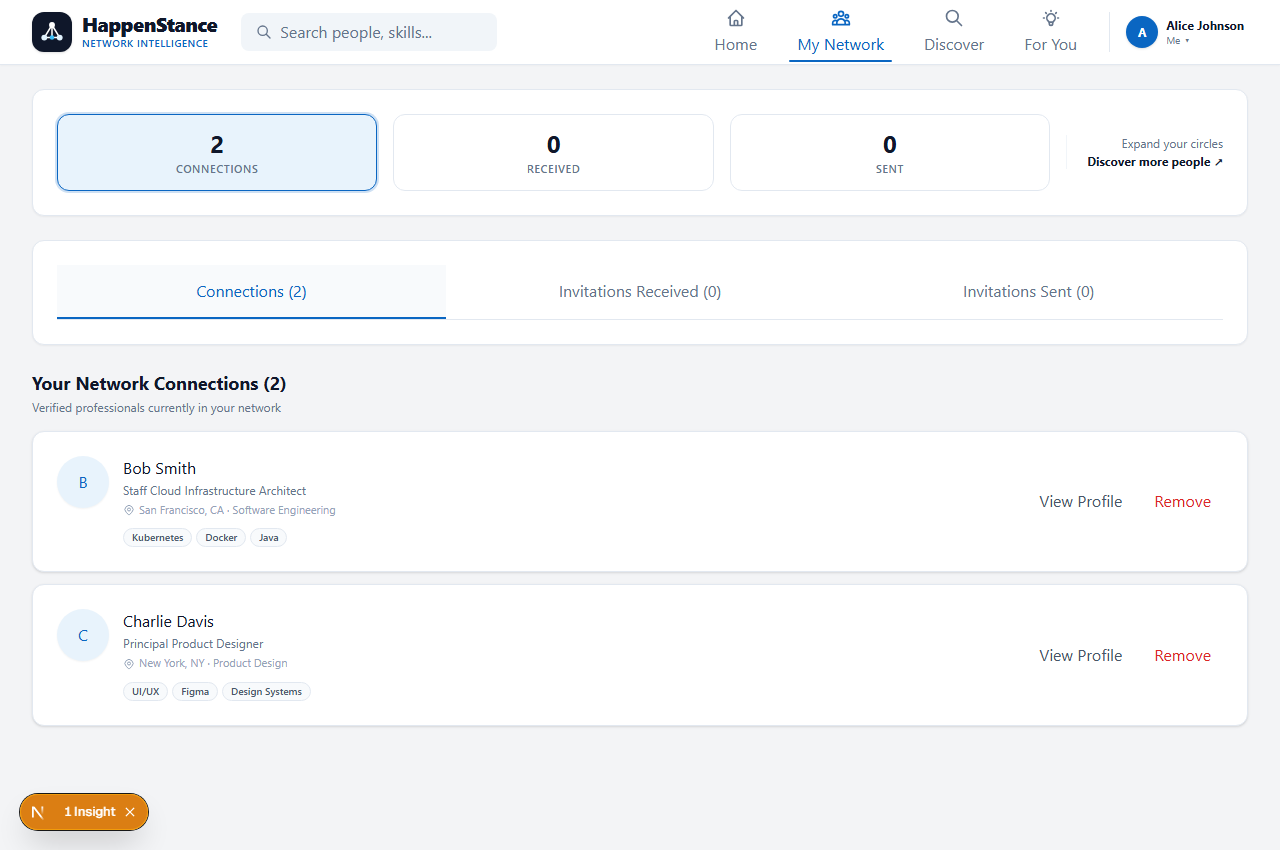 HappenStance
NETWORK INTELLIGENCE
Search people, skills...
Home
My Network
Discover
For You
A
Alice Johnson
Me
2
CONNECTIONS
0
RECEIVED
0
SENT
Expand your circles
Discover more people ↗
Connections (2)
Invitations Received (0)
Invitations Sent (0)
Your Network Connections (2)
Verified professionals currently in your network
B
Bob Smith
Staff Cloud Infrastructure Architect
San Francisco, CA · Software Engineering
Kubernetes
Docker
Java
View Profile
Remove
C
Charlie Davis
Principal Product Designer
New York, NY · Product Design
UI/UX
Figma
Design Systems
View Profile
Remove
N
1 Insight